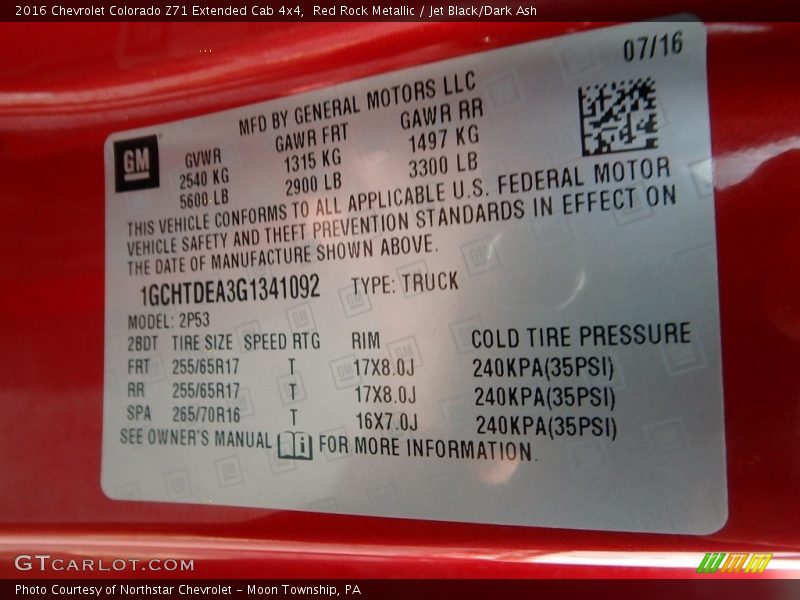 2016 Chevrolet Colorado Z71 Extended Cab 4x4,  Red Rock Metallic / Jet Black/Dark Ash
07/16
MFD BY GENERAL MOTORS LLC
GM
GVWR GAWR FRT GAWR RR
2540 KG 1315 KG 1497 KG
5600 LB 2900 LB 3300 LB
THIS VEHICLE CONFORMS TO ALL APPLICABLE U.S. FEDERAL MOTOR
VEHICLE SAFETY AND THEFT PREVENTION STANDARDS IN EFFECT ON
THE DATE OF MANUFACTURE SHOWN ABOVE.
1GCHTDEA3G1341092 TYPE: TRUCK
MODEL: 2P53
2BDT TIRE SIZE SPEED RTG RIM COLD TIRE PRESSURE
FRT 255/65R17 T 17X8.0J 240KPA(35PSI)
RR 255/65R17 T 17X8.0J 240KPA(35PSI)
SPA 265/70R16 T 16X7.0J 240KPA(35PSI)
SEE OWNER'S MANUAL i FOR MORE INFORMATION.
GTCARLOT.COM
Photo Courtesy of Northstar Chevrolet - Moon Township, PA